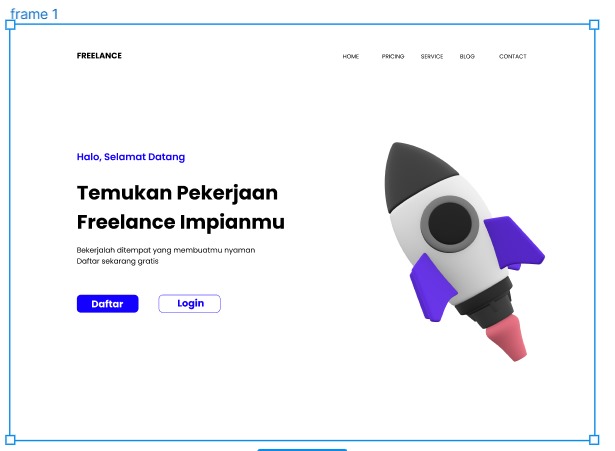 frame 1
FREELANCE
HOME PRICING SERVICE BLOG CONTACT
Halo, Selamat Datang
Temukan Pekerjaan
Freelance Impianmu
Bekerjalah ditempat yang membuatmu nyaman
Daftar sekarang gratis
Daftar Login